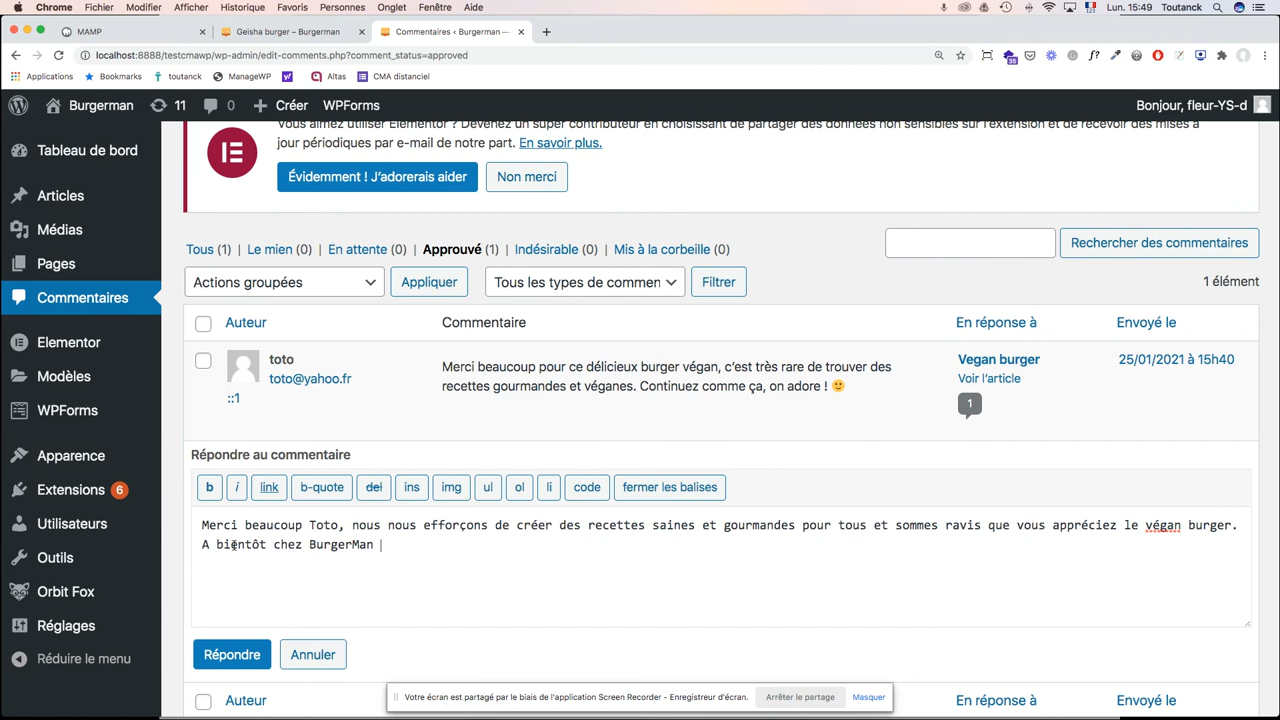 Chrome Fichier Modifier Afficher Historique Favoris Personnes Onglet Fenêtre Aide Lun. 15:49 Toutanck
MAMP Geisha burger – Burgerman Commentaires ‹ Burgerman —
localhost:8888/testcmawp/wp-admin/edit-comments.php?comment_status=approved
Applications Bookmarks toutanck ManageWP Altas CMA distanciel
Burgerman 11 0 Créer WPForms Bonjour, fleur-YS-d
Vous aimez utiliser Elementor ? Devenez un super contributeur en choisissant de partager des données non sensibles sur l'extension et de recevoir des mises à
jour périodiques par e-mail de notre part. En savoir plus.
Évidemment ! J'adorerais aider Non merci
Tableau de bord
Articles
Médias
Pages
Commentaires
Elementor
Modèles
WPForms
Apparence
Extensions 6
Utilisateurs
Outils
Orbit Fox
Réglages
Réduire le menu
Tous (1) | Le mien (0) | En attente (0) | Approuvé (1) | Indésirable (0) | Mis à la corbeille (0)
Rechercher des commentaires
Actions groupées Appliquer Tous les types de commen Filtrer 1 élément
Auteur Commentaire En réponse à Envoyé le
toto
toto@yahoo.fr
::1
Merci beaucoup pour ce délicieux burger végan, c'est très rare de trouver des
recettes gourmandes et véganes. Continuez comme ça, on adore ! 🙂
Vegan burger
Voir l'article
1
25/01/2021 à 15h40
Répondre au commentaire
b i link b-quote del ins img ul ol li code fermer les balises
Merci beaucoup Toto, nous nous efforçons de créer des recettes saines et gourmandes pour tous et sommes ravis que vous appréciez le végan burger.
A bientôt chez BurgerMan
Répondre Annuler
Auteur Commentaire En réponse à Envoyé le
Votre écran est partagé par le biais de l'application Screen Recorder - Enregistreur d'écran. Arrêter le partage Masquer